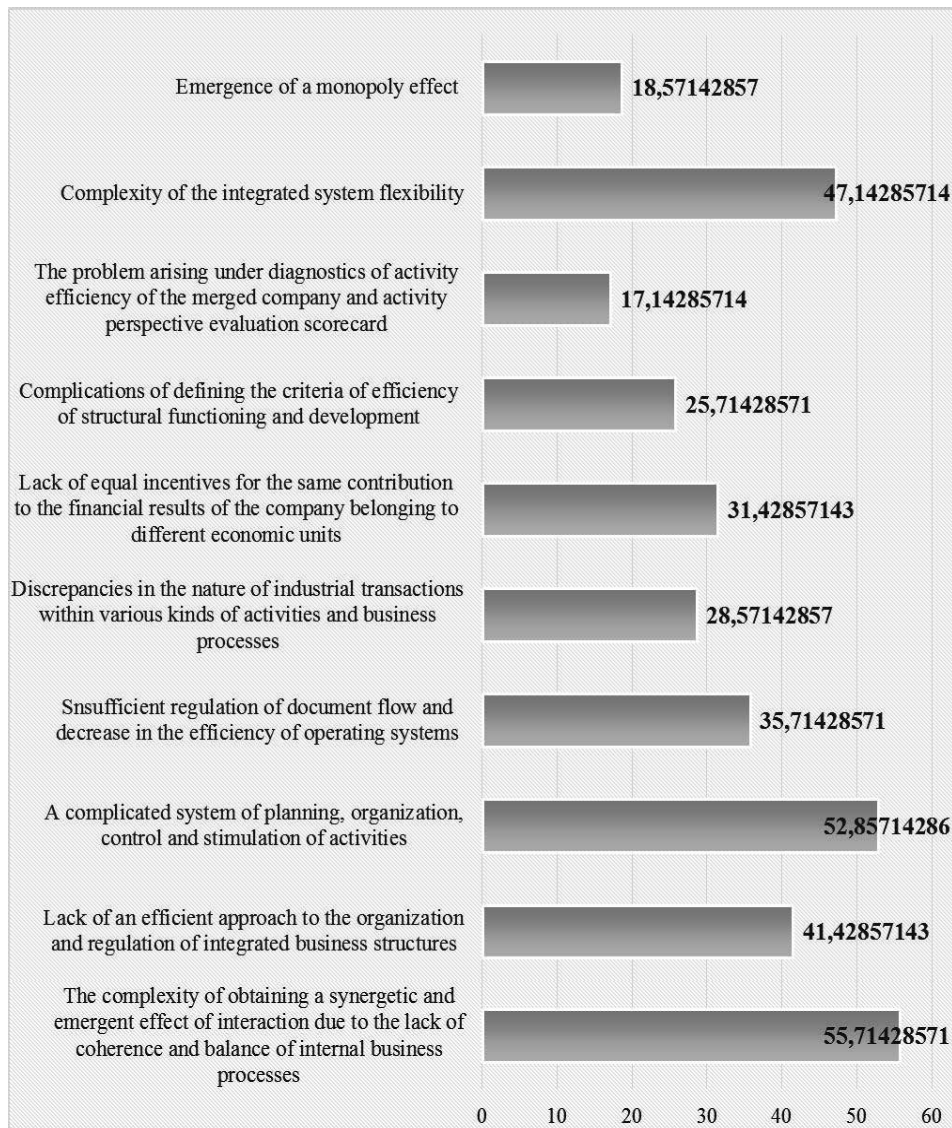 0 10 20 30 40 50 60
Emergence of a monopoly effect
18,57142857
Complexity of the integrated system flexibility
47,14285714
The problem arising under diagnostics of activity
efficiency of the merged company and activity
perspective evaluation scorecard
17,14285714
Complications of defining the criteria of efficiency
of structural functioning and development
25,71428571
Lack of equal incentives for the same contribution
to the financial results of the company belonging to
different economic units
31,42857143
Discrepancies in the nature of industrial transactions
within various kinds of activities and business
processes
28,57142857
Snsufficient regulation of document flow and
decrease in the efficiency of operating systems
35,71428571
A complicated system of planning, organization,
control and stimulation of activities
52,85714286
Lack of an efficient approach to the organization
and regulation of integrated business structures
41,42857143
The complexity of obtaining a synergetic and
emergent effect of interaction due to the lack of
coherence and balance of internal business
processes
55,71428571
0 10 20 30 40 50 60